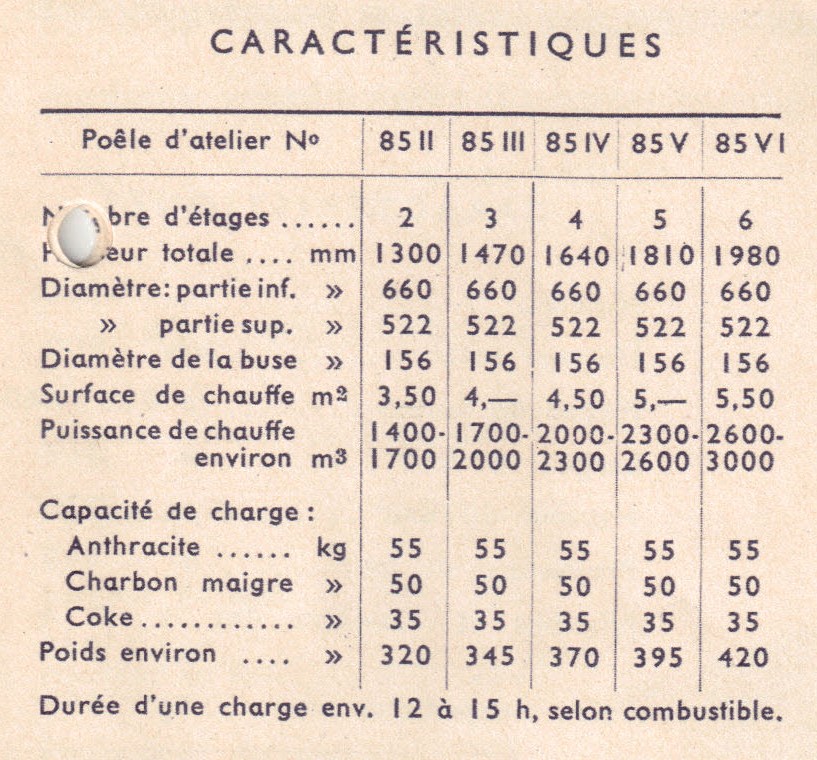 CARACTÉRISTIQUES
Poêle d'atelier Nº 85 II 85 III 85 IV 85 V 85 VI
d'étages ...... 2 3 4 5 6
totale .... mm 1300 1470 1640 1810 1980
Diamètre: partie inf. » 660 660 660 660 660
» partie sup. » 522 522 522 522 522
Diamètre de la buse » 156 156 156 156 156
Surface de chauffe m² 3,50 4,— 4,50 5,— 5,50
Puissance de chauffe 1400- 1700- 2000- 2300- 2600-
environ m³ 1700 2000 2300 2600 3000
Capacité de charge :
Anthracite ...... kg 55 55 55 55 55
Charbon maigre » 50 50 50 50 50
Coke............ » 35 35 35 35 35
Poids environ .... » 320 345 370 395 420
Durée d'une charge env. 12 à 15 h, selon combustible.